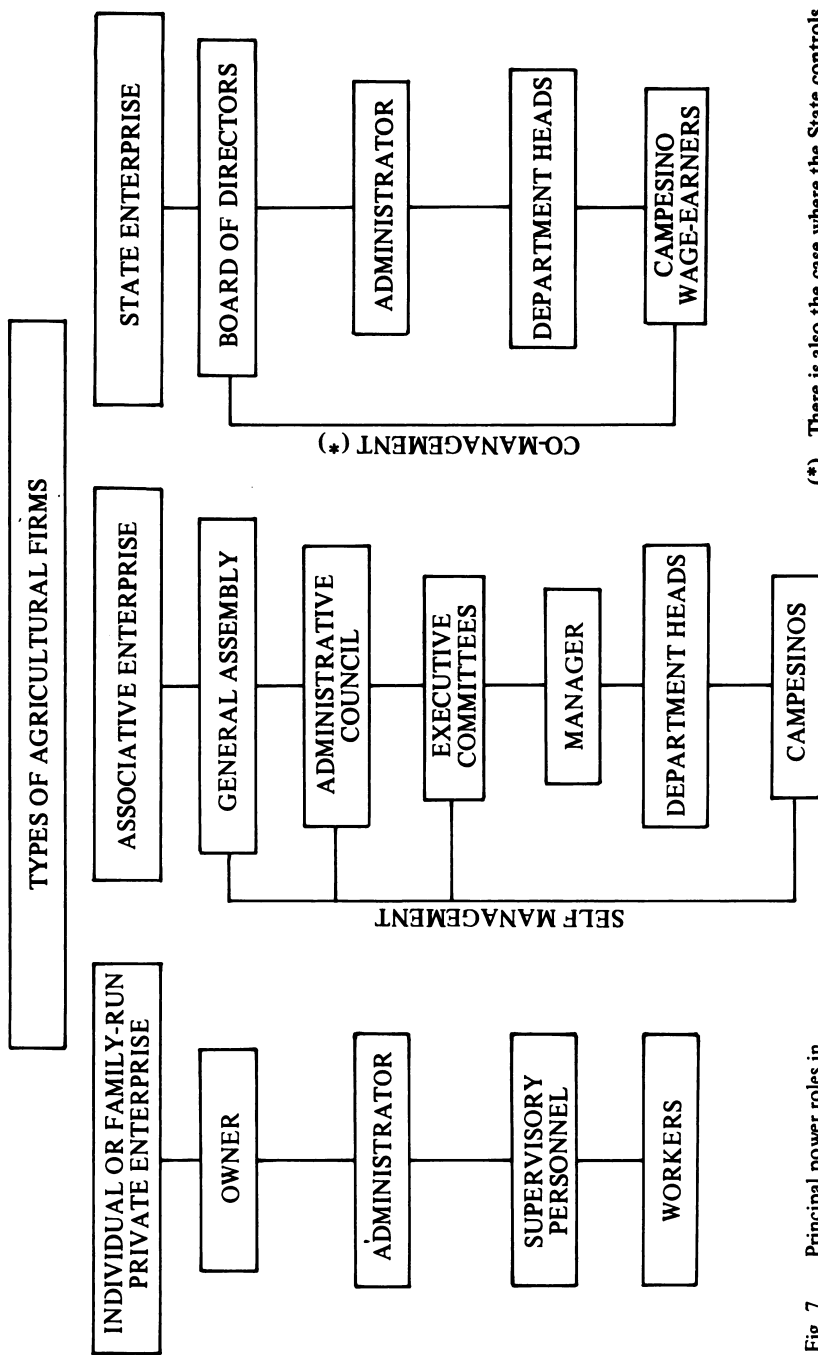 TYPES OF AGRICULTURAL FIRMS
INDIVIDUAL OR FAMILY-RUN
PRIVATE ENTERPRISE
OWNER
ADMINISTRATOR
SUPERVISORY
PERSONNEL
WORKERS
ASSOCIATIVE ENTERPRISE
GENERAL ASSEMBLY
ADMINISTRATIVE
COUNCIL
EXECUTIVE
COMMITTEES
MANAGER
DEPARTMENT HEADS
CAMPESINOS
SELF MANAGEMENT
STATE ENTERPRISE
BOARD OF DIRECTORS
ADMINISTRATOR
DEPARTMENT HEADS
CAMPESINO
WAGE-EARNERS
CO-MANAGEMENT (*)
Fig. 7 Principal power roles in
(*) There is also the case where the State controls